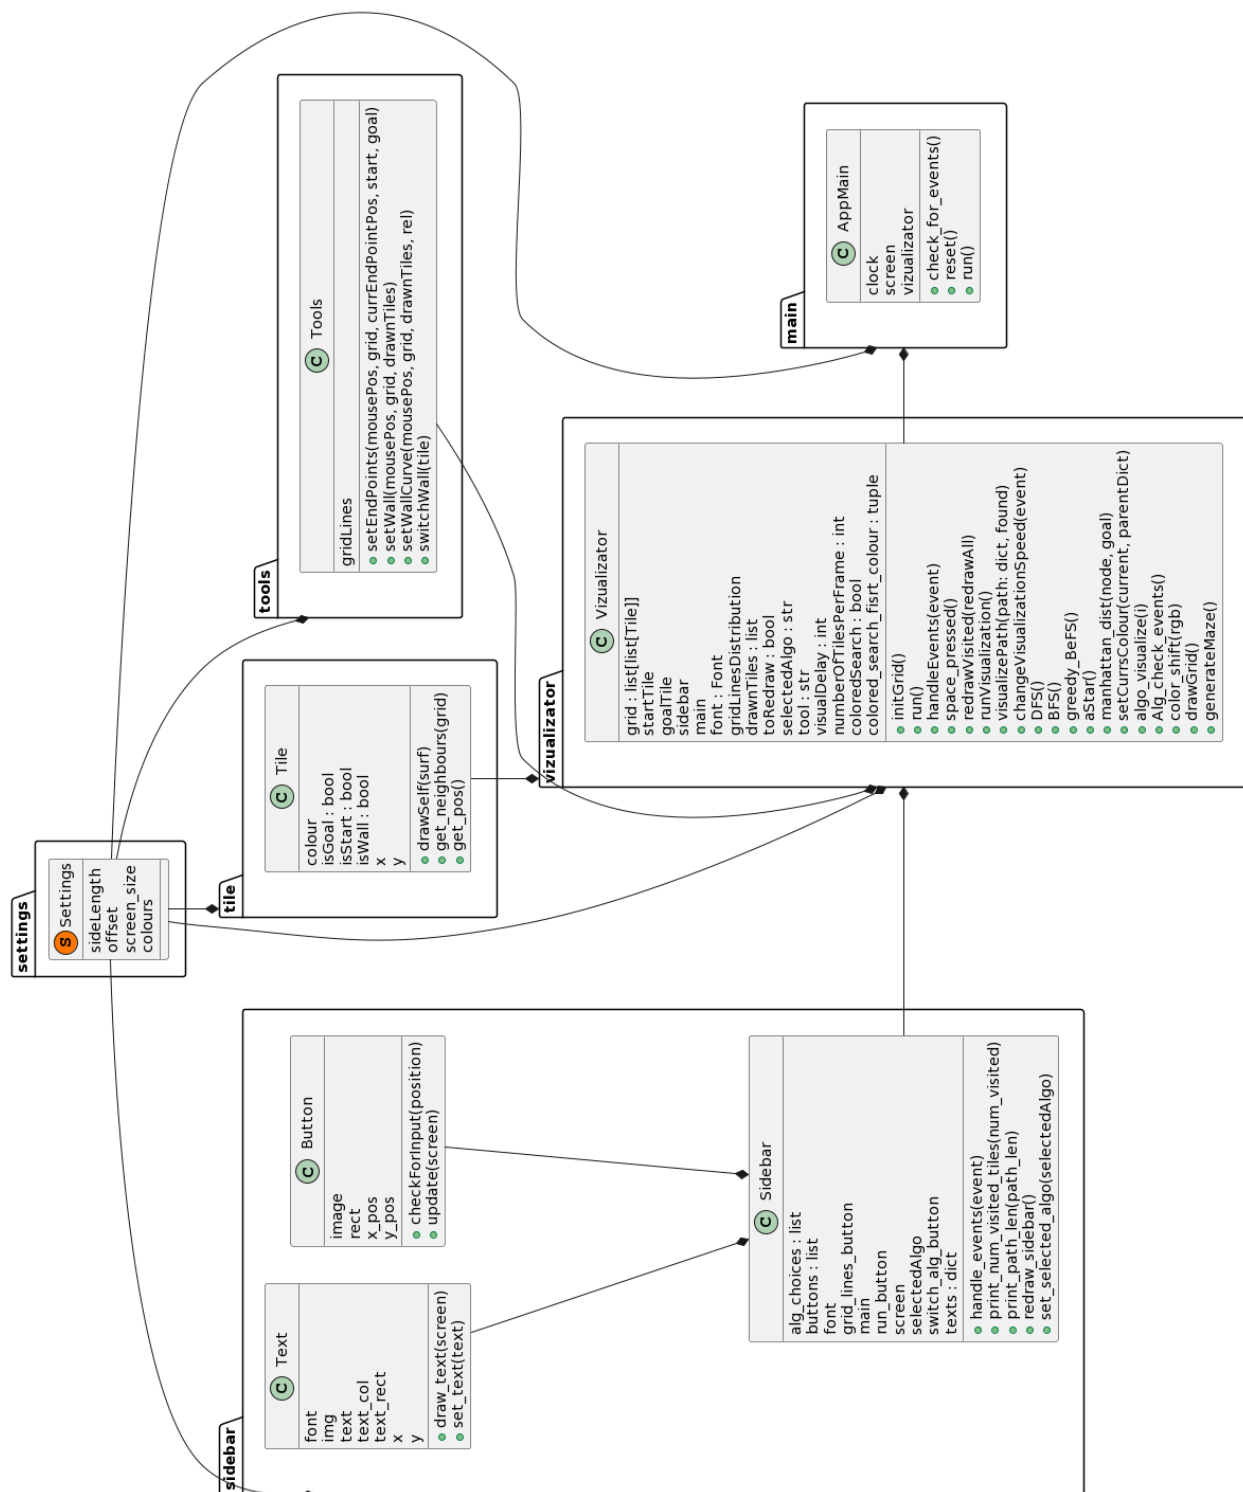 settings
S Settings
sideLength
offset
screen_size
colours
sidebar
C Text
font
img
text
text_col
text_rect
x
y
draw_text(screen)
set_text(text)
C Button
image
rect
x_pos
y_pos
checkForInput(position)
update(screen)
C Sidebar
alg_choices : list
buttons : list
font
grid_lines_button
main
run_button
screen
selectedAlgo
switch_alg_button
texts : dict
handle_events(event)
print_num_visited_tiles(num_visited)
print_path_len(path_len)
redraw_sidebar()
set_selected_algo(selectedAlgo)
tile
C Tile
colour
isGoal : bool
isStart : bool
isWall : bool
x
y
drawSelf(surf)
get_neighbours(grid)
get_pos()
tools
C Tools
gridLines
setEndPoints(mousePos, grid, currEndPointPos, start, goal)
setWall(mousePos, grid, drawnTiles)
setWallCurve(mousePos, grid, drawnTiles, rel)
switchWall(tile)
vizualizator
C Vizualizator
grid : list[list[Tile]]
startTile
goalTile
sidebar
main
font : Font
gridLinesDistribution
drawnTiles : list
toRedraw : bool
selectedAlgo : str
tool : str
visualDelay : int
numberOfTilesPerFrame : int
coloredSearch : bool
colored_search_fisrt_colour : tuple
initGrid()
run()
handleEvents(event)
space_pressed()
redrawVisited(redrawAll)
runVisualization()
visualizePath(path: dict, found)
changeVisualizationSpeed(event)
DFS()
BFS()
greedy_BeFS()
aStar()
manhattan_dist(node, goal)
setCurrsColour(current, parentDict)
algo_visualize(i)
Alg_check_events()
color_shift(rgb)
drawGrid()
generateMaze()
main
C AppMain
clock
screen
vizualizator
check_for_events()
reset()
run()